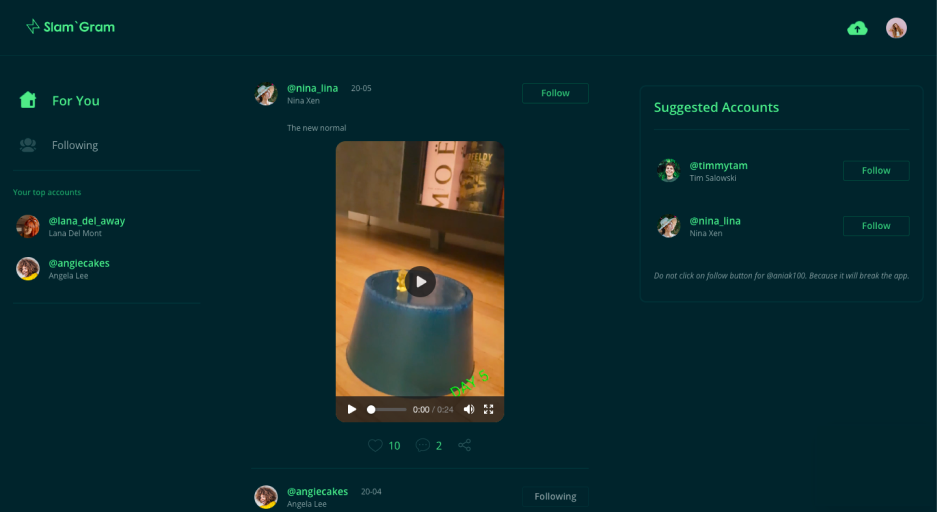 Slam`Gram
For You
Following
Your top accounts
@lana_del_away
Lana Del Mont
@angiecakes
Angela Lee
@nina_lina 20-05
Nina Xen
Follow
The new normal
MOË
DAY 5
0:00 / 0:24
10 2
@angiecakes 20-04
Angela Lee
Following
Suggested Accounts
@timmytam
Tim Salowski
Follow
@nina_lina
Nina Xen
Follow
Do not click on follow button for @aniak100. Because it will break the app.